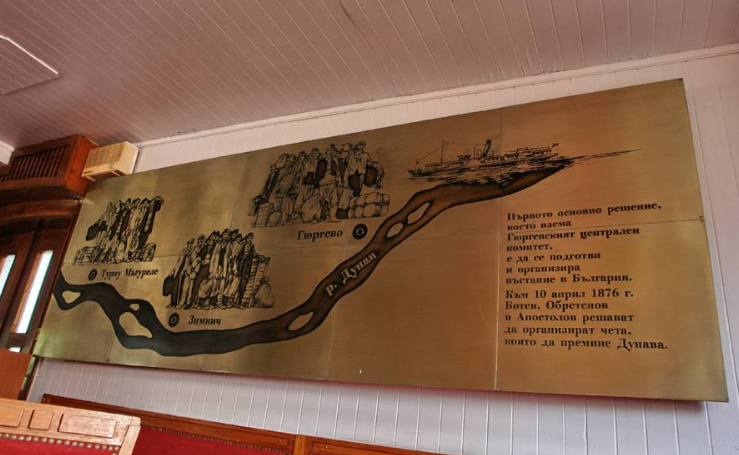 Търну Мъгуреле
Зимнич
Гюргево
р. Дунав
Първото основно решение,
което взема
Гюргевският централен
комитет,
е да се подготви
и организира
въстание в България.
Към 10 април 1876 г.
Ботев, Обретенов
и Апостолов решават
да организират чета,
която да премине Дунава.